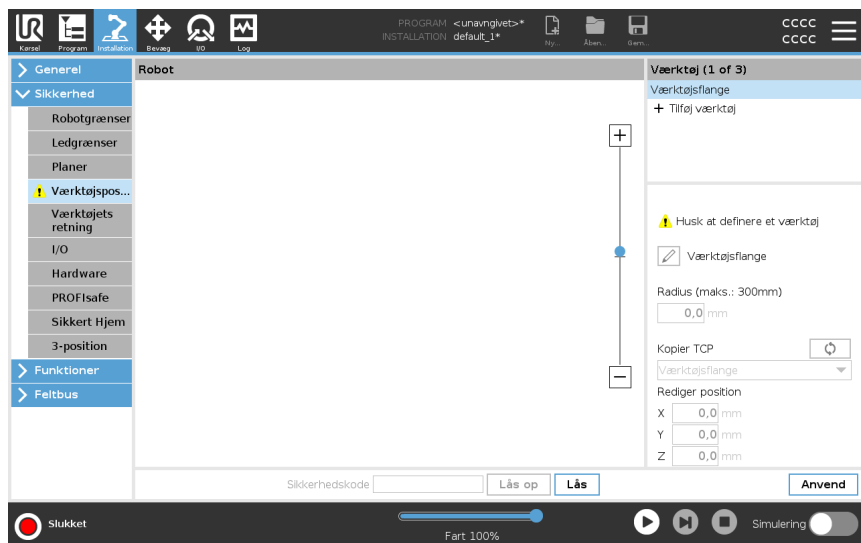 UR
PROGRAM <unavngivet>*
INSTALLATION default_1*
CCCC
CCCC
Kørsel Program Installation Bevæg I/O Log
Ny... Åben... Gem...
Generel
Sikkerhed
Robotgrænser
Ledgrænser
Planer
Værktøjspos...
Værktøjets
retning
I/O
Hardware
PROFIsafe
Sikkert Hjem
3-position
Funktioner
Feltbus
Robot
Værktøj (1 of 3)
Værktøjsflange
Tilføj værktøj
Husk at definere et værktøj
Værktøjsflange
Radius (maks.: 300mm)
0,0 mm
Kopier TCP
Værktøjsflange
Rediger position
X 0,0 mm
Y 0,0 mm
Z 0,0 mm
Sikkerhedskode Lås op Lås
Anvend
Slukket
Fart 100%
Simulering